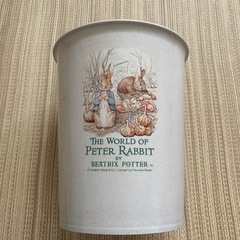 THE WORLD OF
PETER RABBIT
BY
BEATRIX POTTER